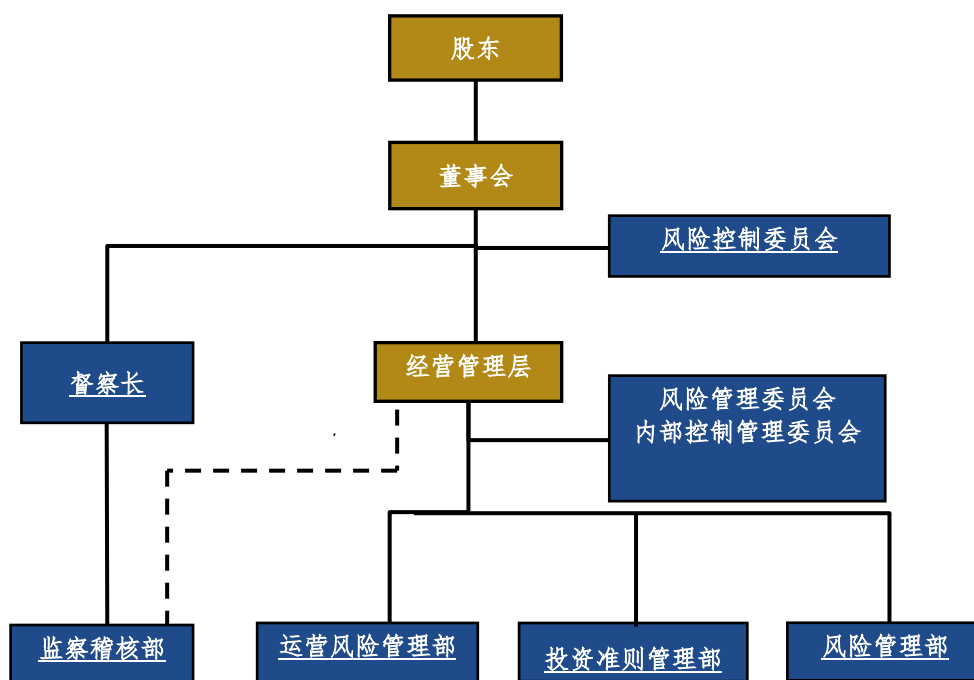 股东
董事会
风险控制委员会
督察长
经营管理层
风险管理委员会
内部控制管理委员会
监察稽核部
运营风险管理部
投资准则管理部
风险管理部